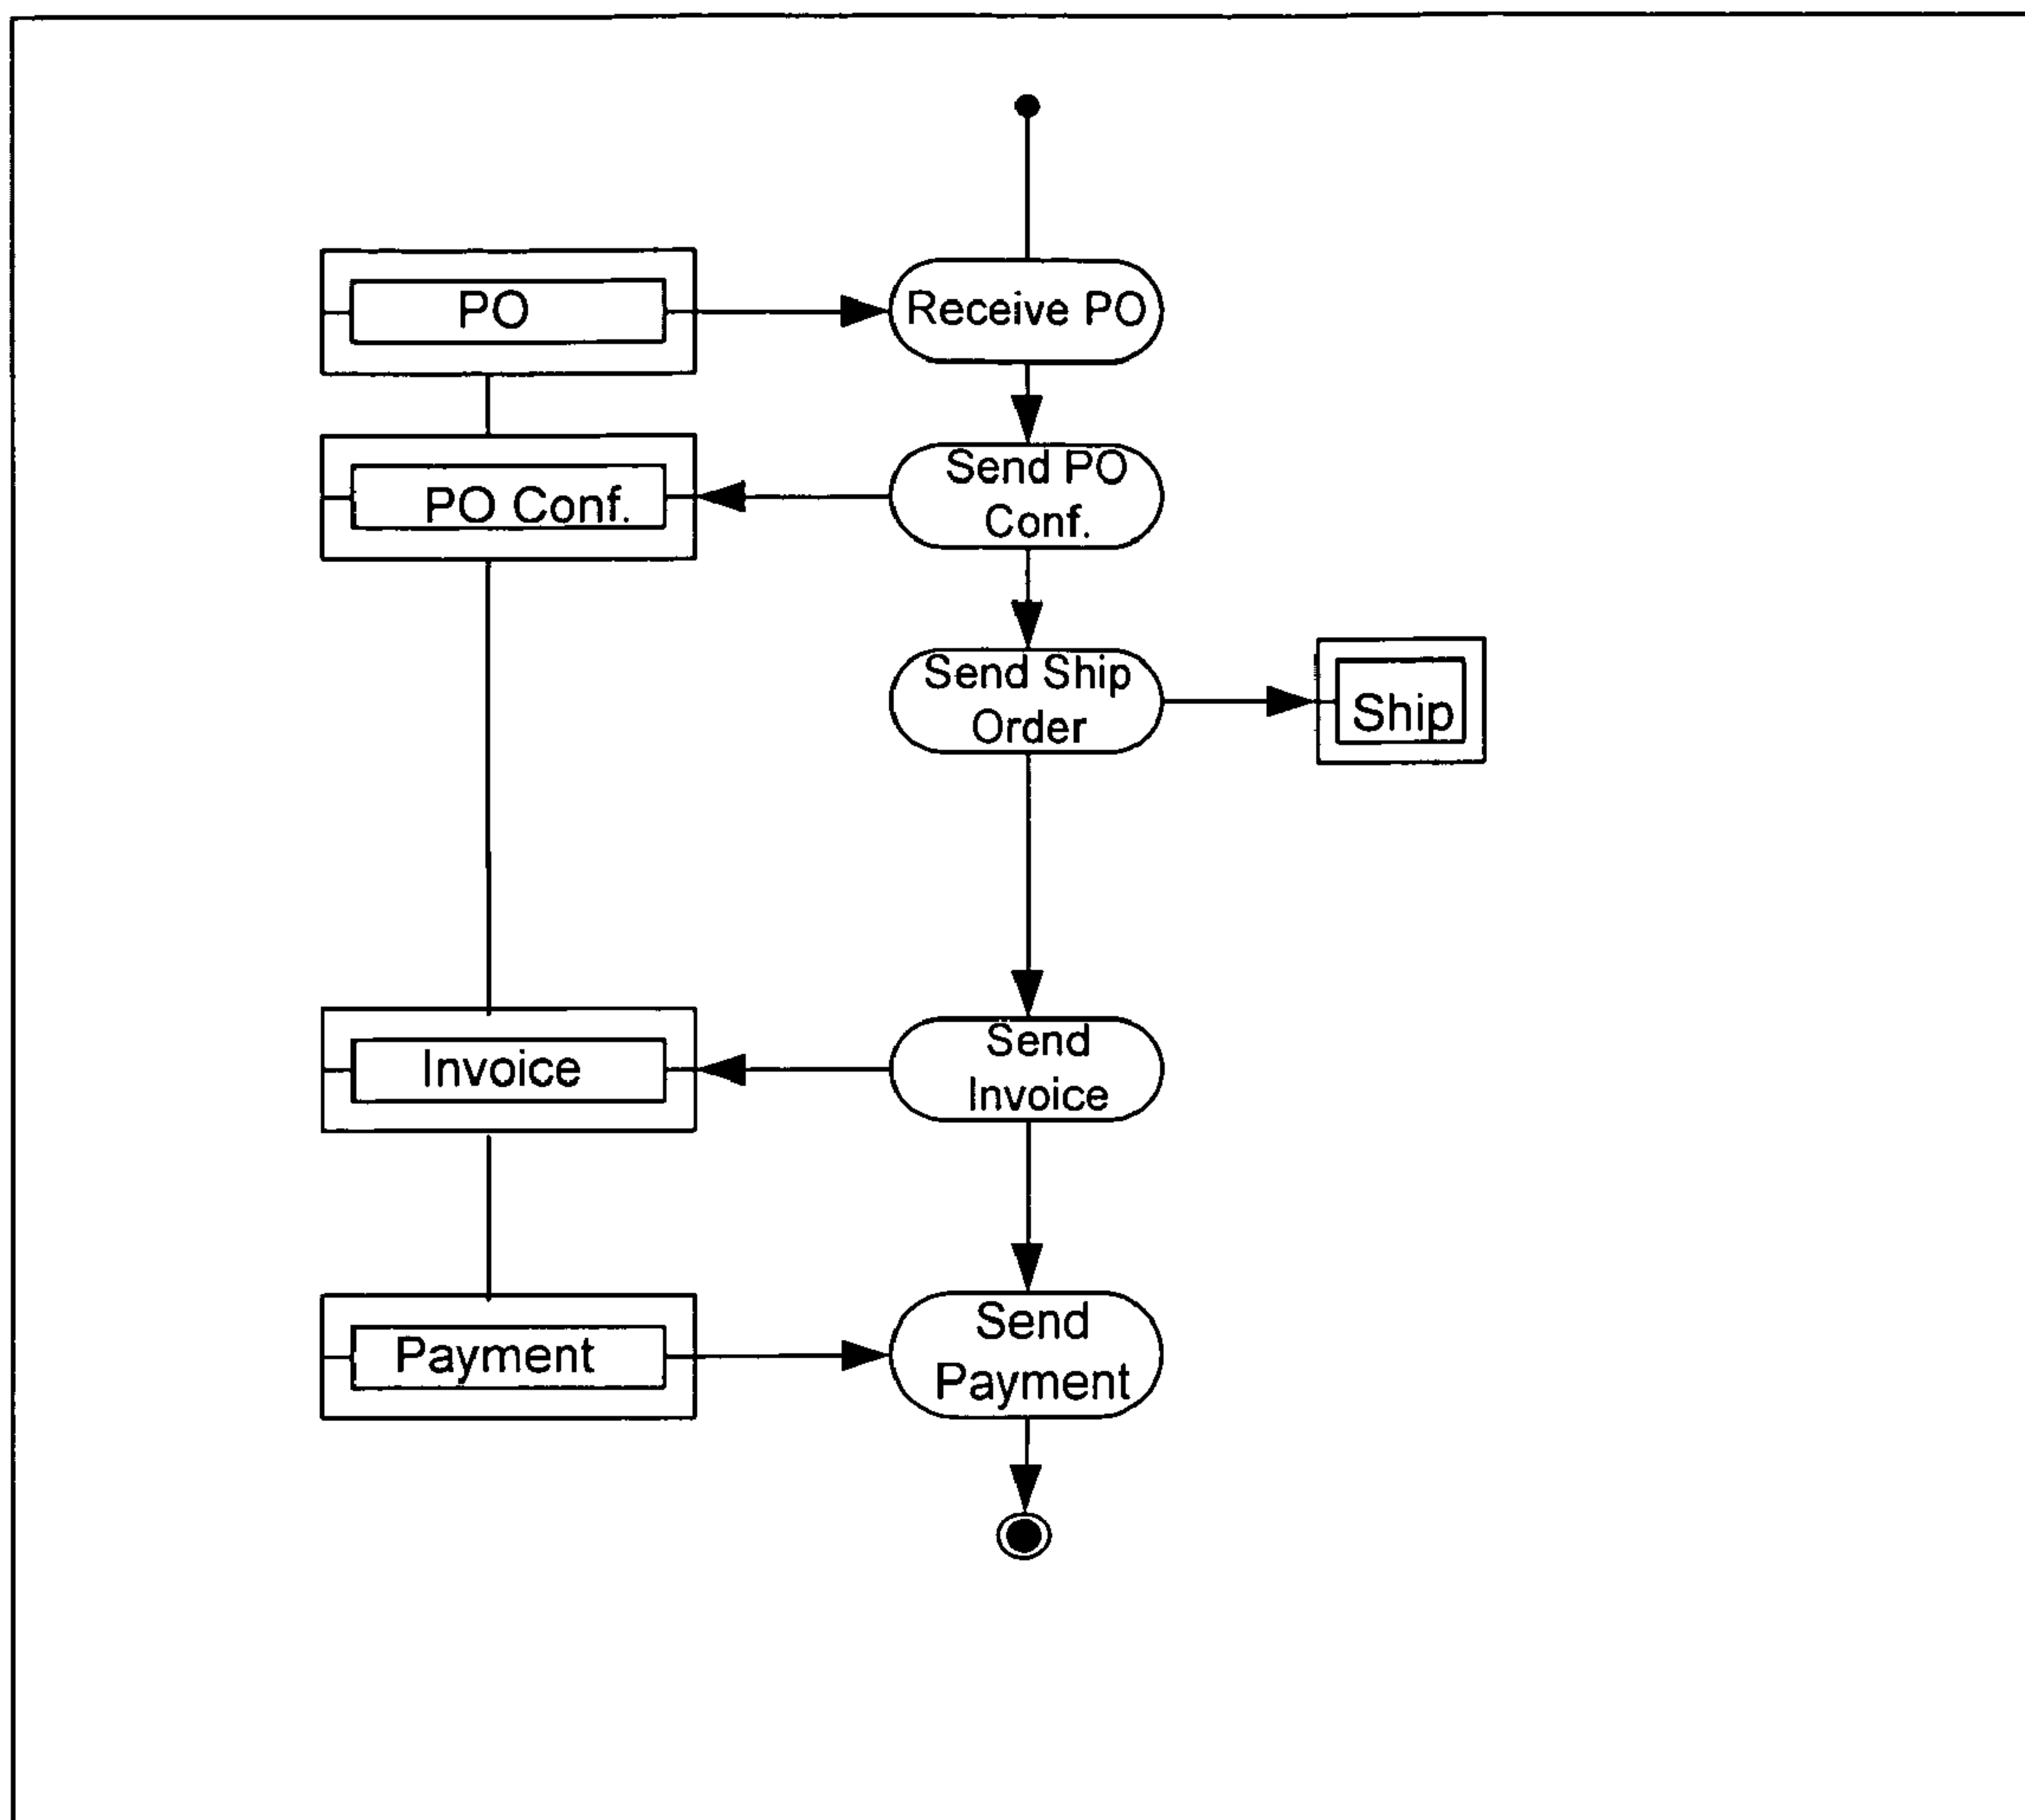 PO
Receive PO
PO Conf.
Send PO
Conf.
Send Ship
Order
Ship
Invoice
Send
Invoice
Payment
Send
Payment